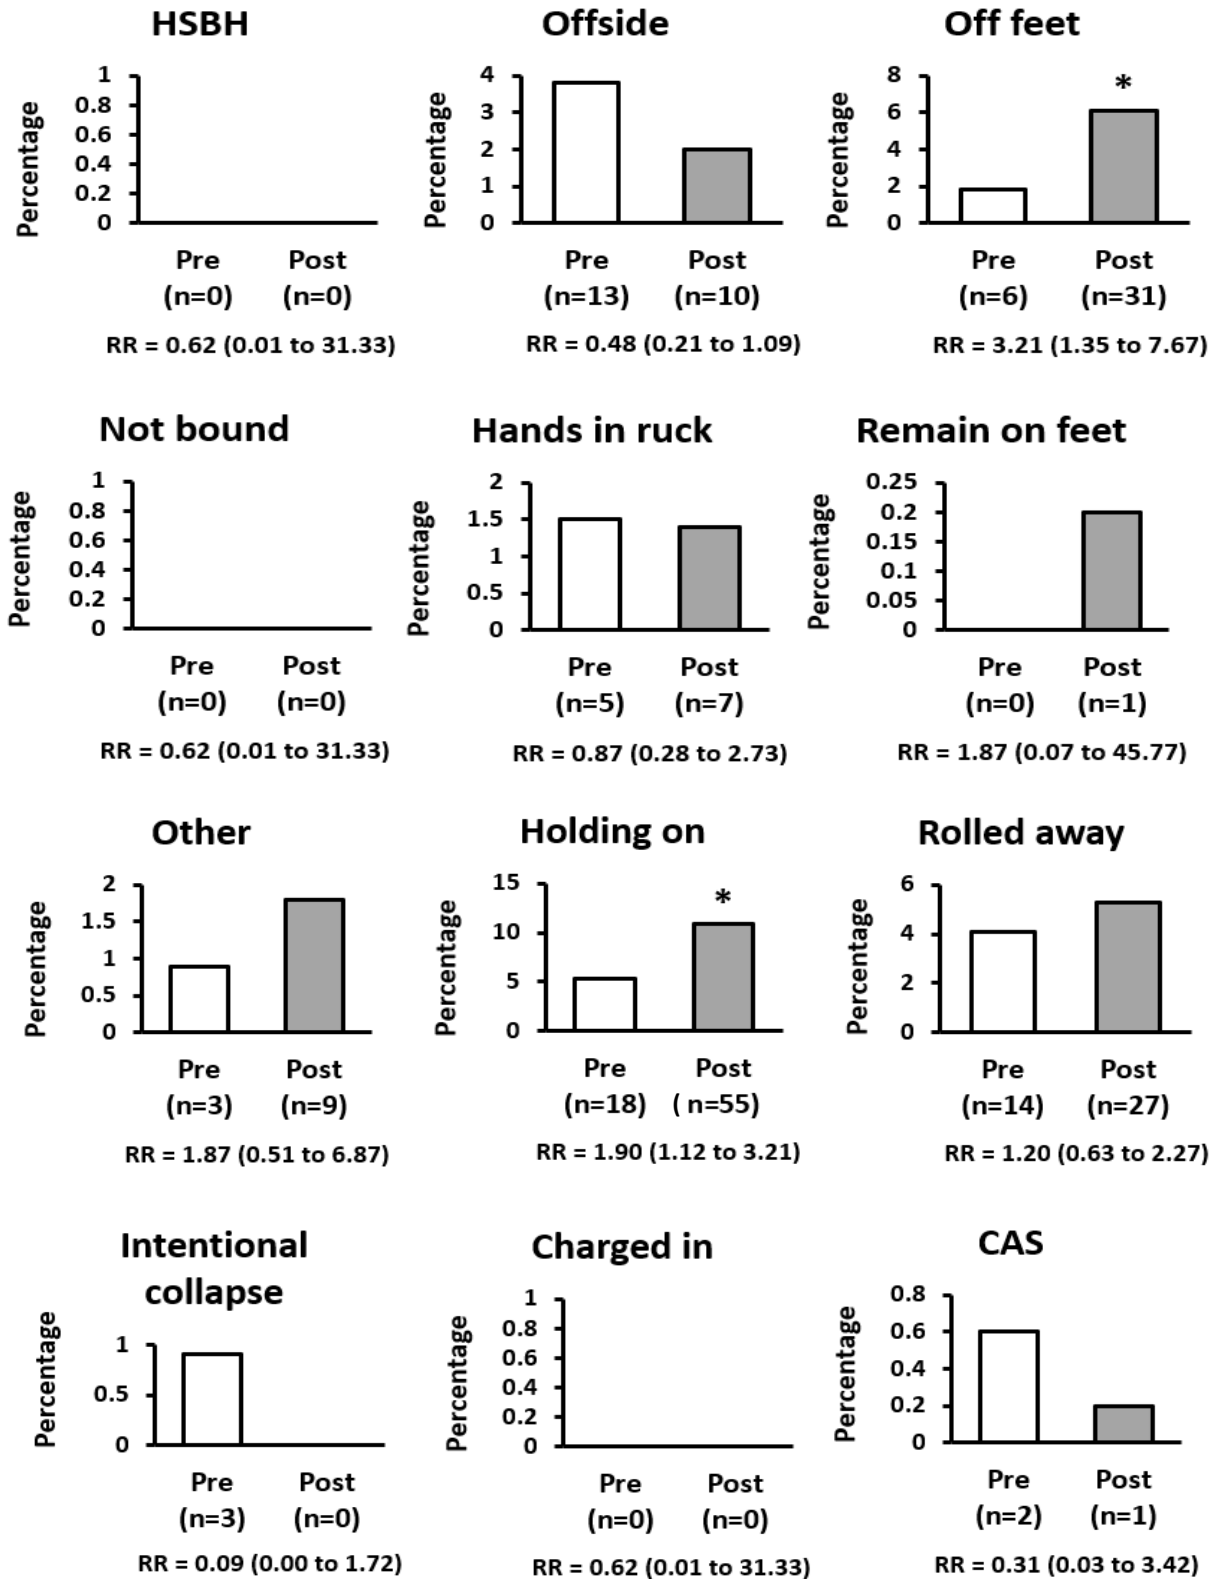 HSBH
Percentage
1
0.8
0.6
0.4
0.2
0
Pre Post
(n=0) (n=0)
RR = 0.62 (0.01 to 31.33)
Offside
Percentage
4
3
2
1
0
Pre Post
(n=13) (n=10)
RR = 0.48 (0.21 to 1.09)
Off feet
Percentage
8
6
4
2
0
*
Pre Post
(n=6) (n=31)
RR = 3.21 (1.35 to 7.67)
Not bound
Percentage
1
0.8
0.6
0.4
0.2
0
Pre Post
(n=0) (n=0)
RR = 0.62 (0.01 to 31.33)
Hands in ruck
Percentage
2
1.5
1
0.5
0
Pre Post
(n=5) (n=7)
RR = 0.87 (0.28 to 2.73)
Remain on feet
Percentage
0.25
0.2
0.15
0.1
0.05
0
Pre Post
(n=0) (n=1)
RR = 1.87 (0.07 to 45.77)
Other
Percentage
2
1.5
1
0.5
0
Pre Post
(n=3) (n=9)
RR = 1.87 (0.51 to 6.87)
Holding on
Percentage
15
10
5
0
*
Pre Post
(n=18) ( n=55)
RR = 1.90 (1.12 to 3.21)
Rolled away
Percentage
6
4
2
0
Pre Post
(n=14) (n=27)
RR = 1.20 (0.63 to 2.27)
Intentional
collapse
Percentage
1
0.5
0
Pre Post
(n=3) (n=0)
RR = 0.09 (0.00 to 1.72)
Charged in
Percentage
1
0.8
0.6
0.4
0.2
0
Pre Post
(n=0) (n=0)
RR = 0.62 (0.01 to 31.33)
CAS
Percentage
0.8
0.6
0.4
0.2
0
Pre Post
(n=2) (n=1)
RR = 0.31 (0.03 to 3.42)